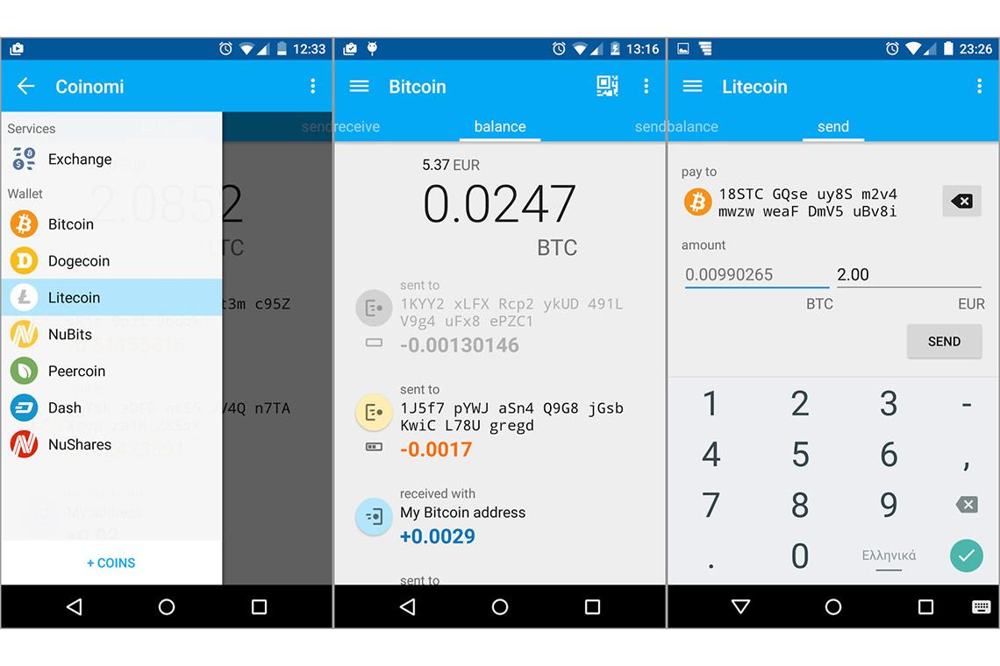 12:33
Coinomi
Services
send
Exchange
Wallet
2.0852
LTC
Bitcoin
Dogecoin
Litecoin
t3m c95Z
NuBits
Peercoin
Dash
JV4Q n7TA
NuShares
My address
+0.02
+ COINS
13:16
Bitcoin
receive
balance
send
5.37 EUR
0.0247
BTC
sent to
1KYY2 xLFX Rcp2 ykUD 491L
V9g4 uFx8 ePZC1
-0.00130146
sent to
1J5f7 pYWJ aSn4 Q9G8 jGsb
KwiC L78U gregd
-0.0017
received with
My Bitcoin address
+0.0029
sent to
23:26
Litecoin
balance
send
pay to
18STC GQse uy8S m2v4
mwzw weaF DmV5 uBv8i
amount
0.00990265 2.00
BTC EUR
SEND
1 2 3 -
4 5 6 ,
7 8 9
. 0 Ελληνικά